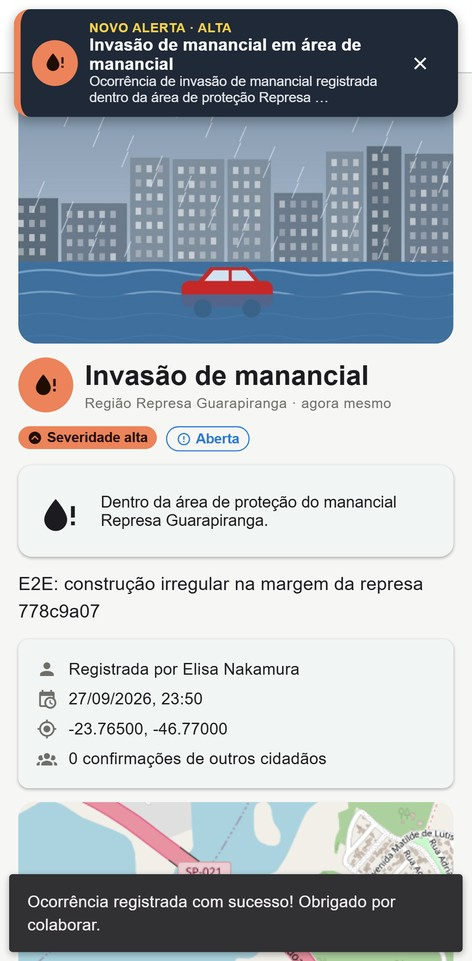 NOVO ALERTA · ALTA
Invasão de manancial em área de
manancial
Ocorrência de invasão de manancial registrada
dentro da área de proteção Represa …
Invasão de manancial
Região Represa Guarapiranga · agora mesmo
Severidade alta
Aberta
Dentro da área de proteção do manancial
Represa Guarapiranga.
E2E: construção irregular na margem da represa
778c9a07
Registrada por Elisa Nakamura
27/09/2026, 23:50
-23.76500, -46.77000
0 confirmações de outros cidadãos
SP-021
Avenida Matilde de Lutis
Rua Adria
Ocorrência registrada com sucesso! Obrigado por
colaborar.